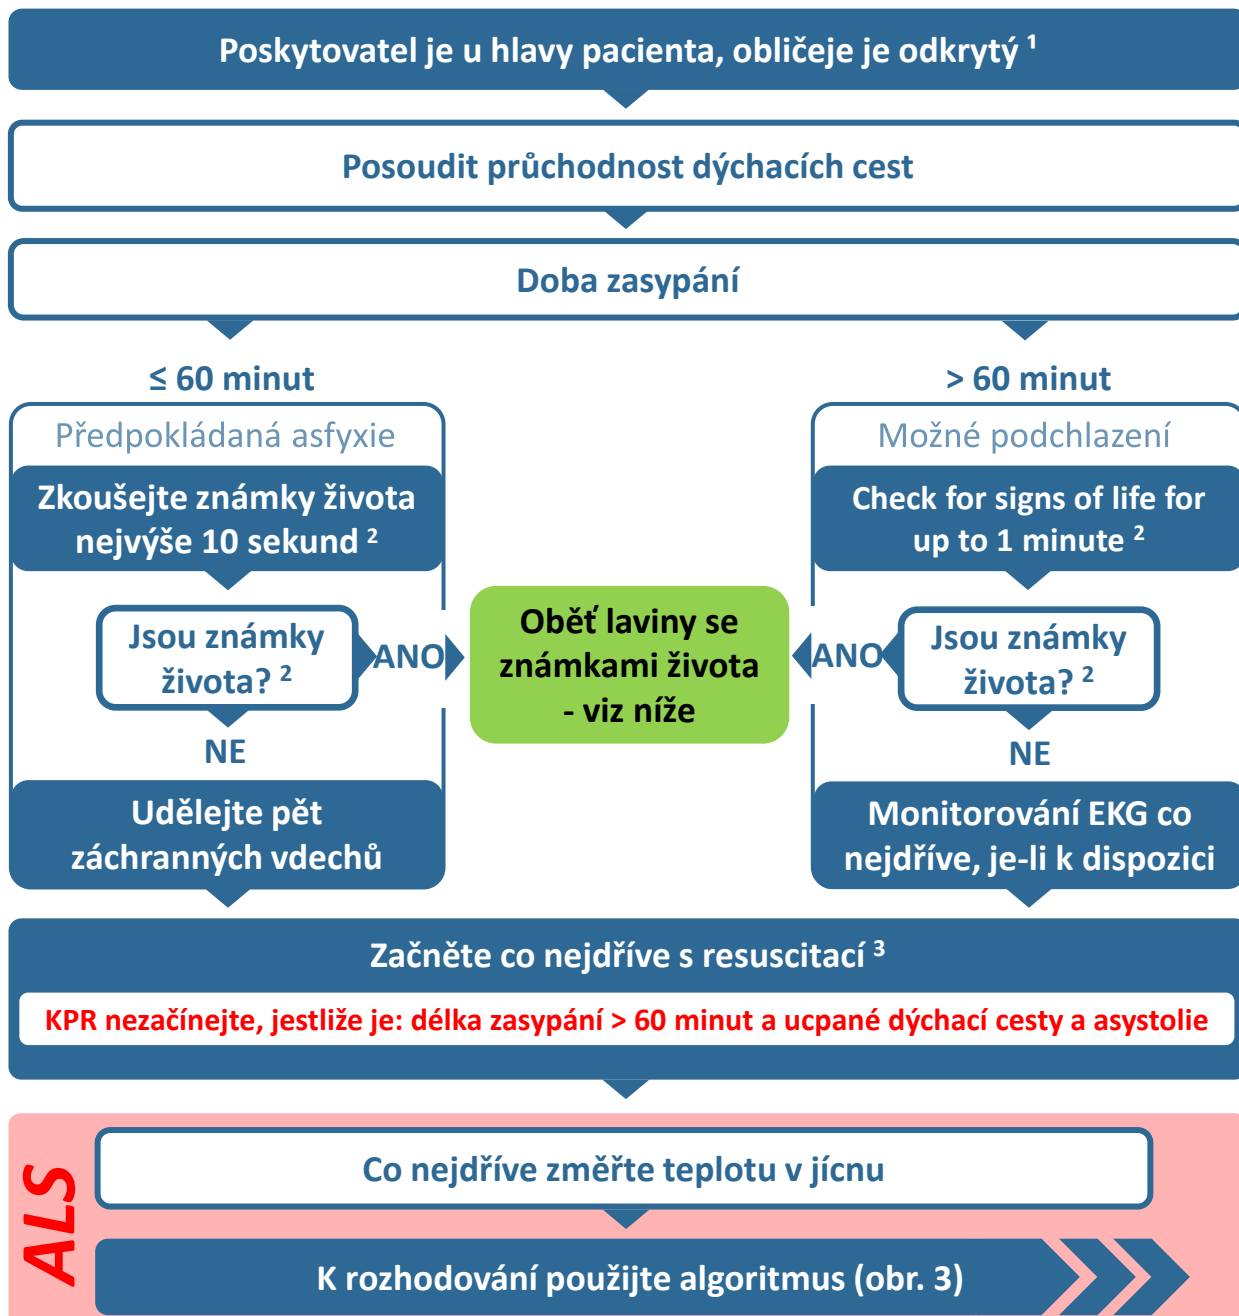 Poskytovatel je u hlavy pacienta, obličeje je odkrytý ¹
Posoudit průchodnost dýchacích cest
Doba zasypání
≤ 60 minut
Předpokládaná asfyxie
Zkoušejte známky života
nejvýše 10 sekund ²
Jsou známky
života? ²
ANO
NE
Udělejte pět
záchranných vdechů
Oběť laviny se
známkami života
- viz níže
> 60 minut
Možné podchlazení
Check for signs of life for
up to 1 minute ²
Jsou známky
života? ²
ANO
NE
Monitorování EKG co
nejdříve, je-li k dispozici
Začněte co nejdříve s resuscitací ³
KPR nezačínejte, jestliže je: délka zasypání > 60 minut a ucpané dýchací cesty a asystolie
ALS
Co nejdříve změřte teplotu v jícnu
K rozhodování použijte algoritmus (obr. 3)